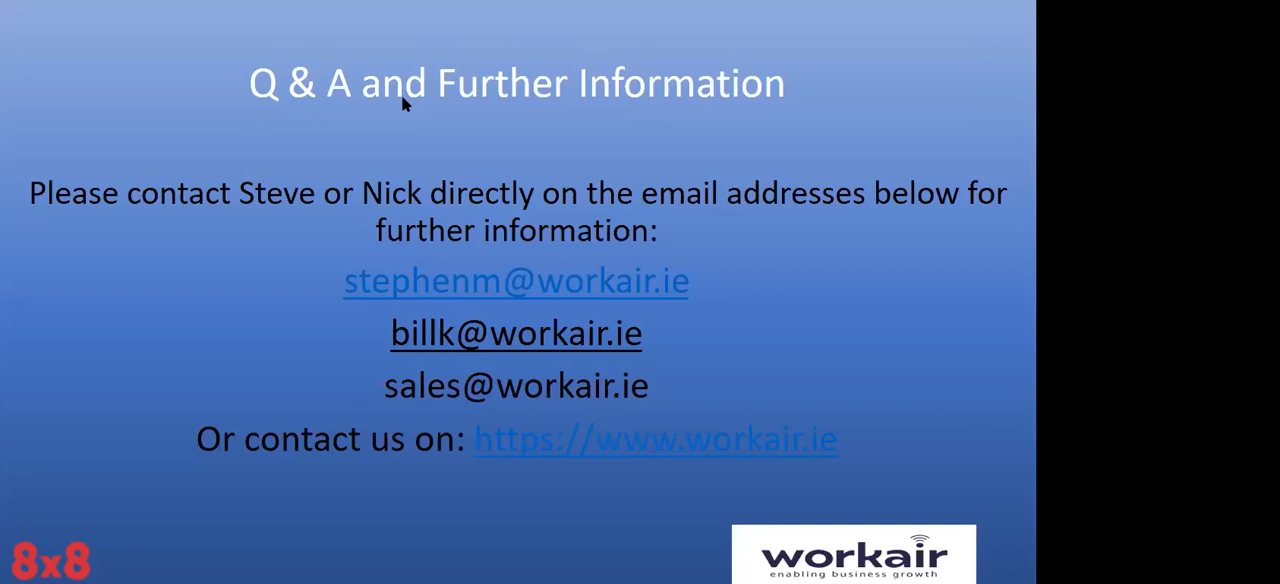 Q & A and Further Information
Please contact Steve or Nick directly on the email addresses below for
further information:
stephenm@workair.ie
billk@workair.ie
sales@workair.ie
Or contact us on: https://www.workair.ie
8x8
workair
enabling business growth